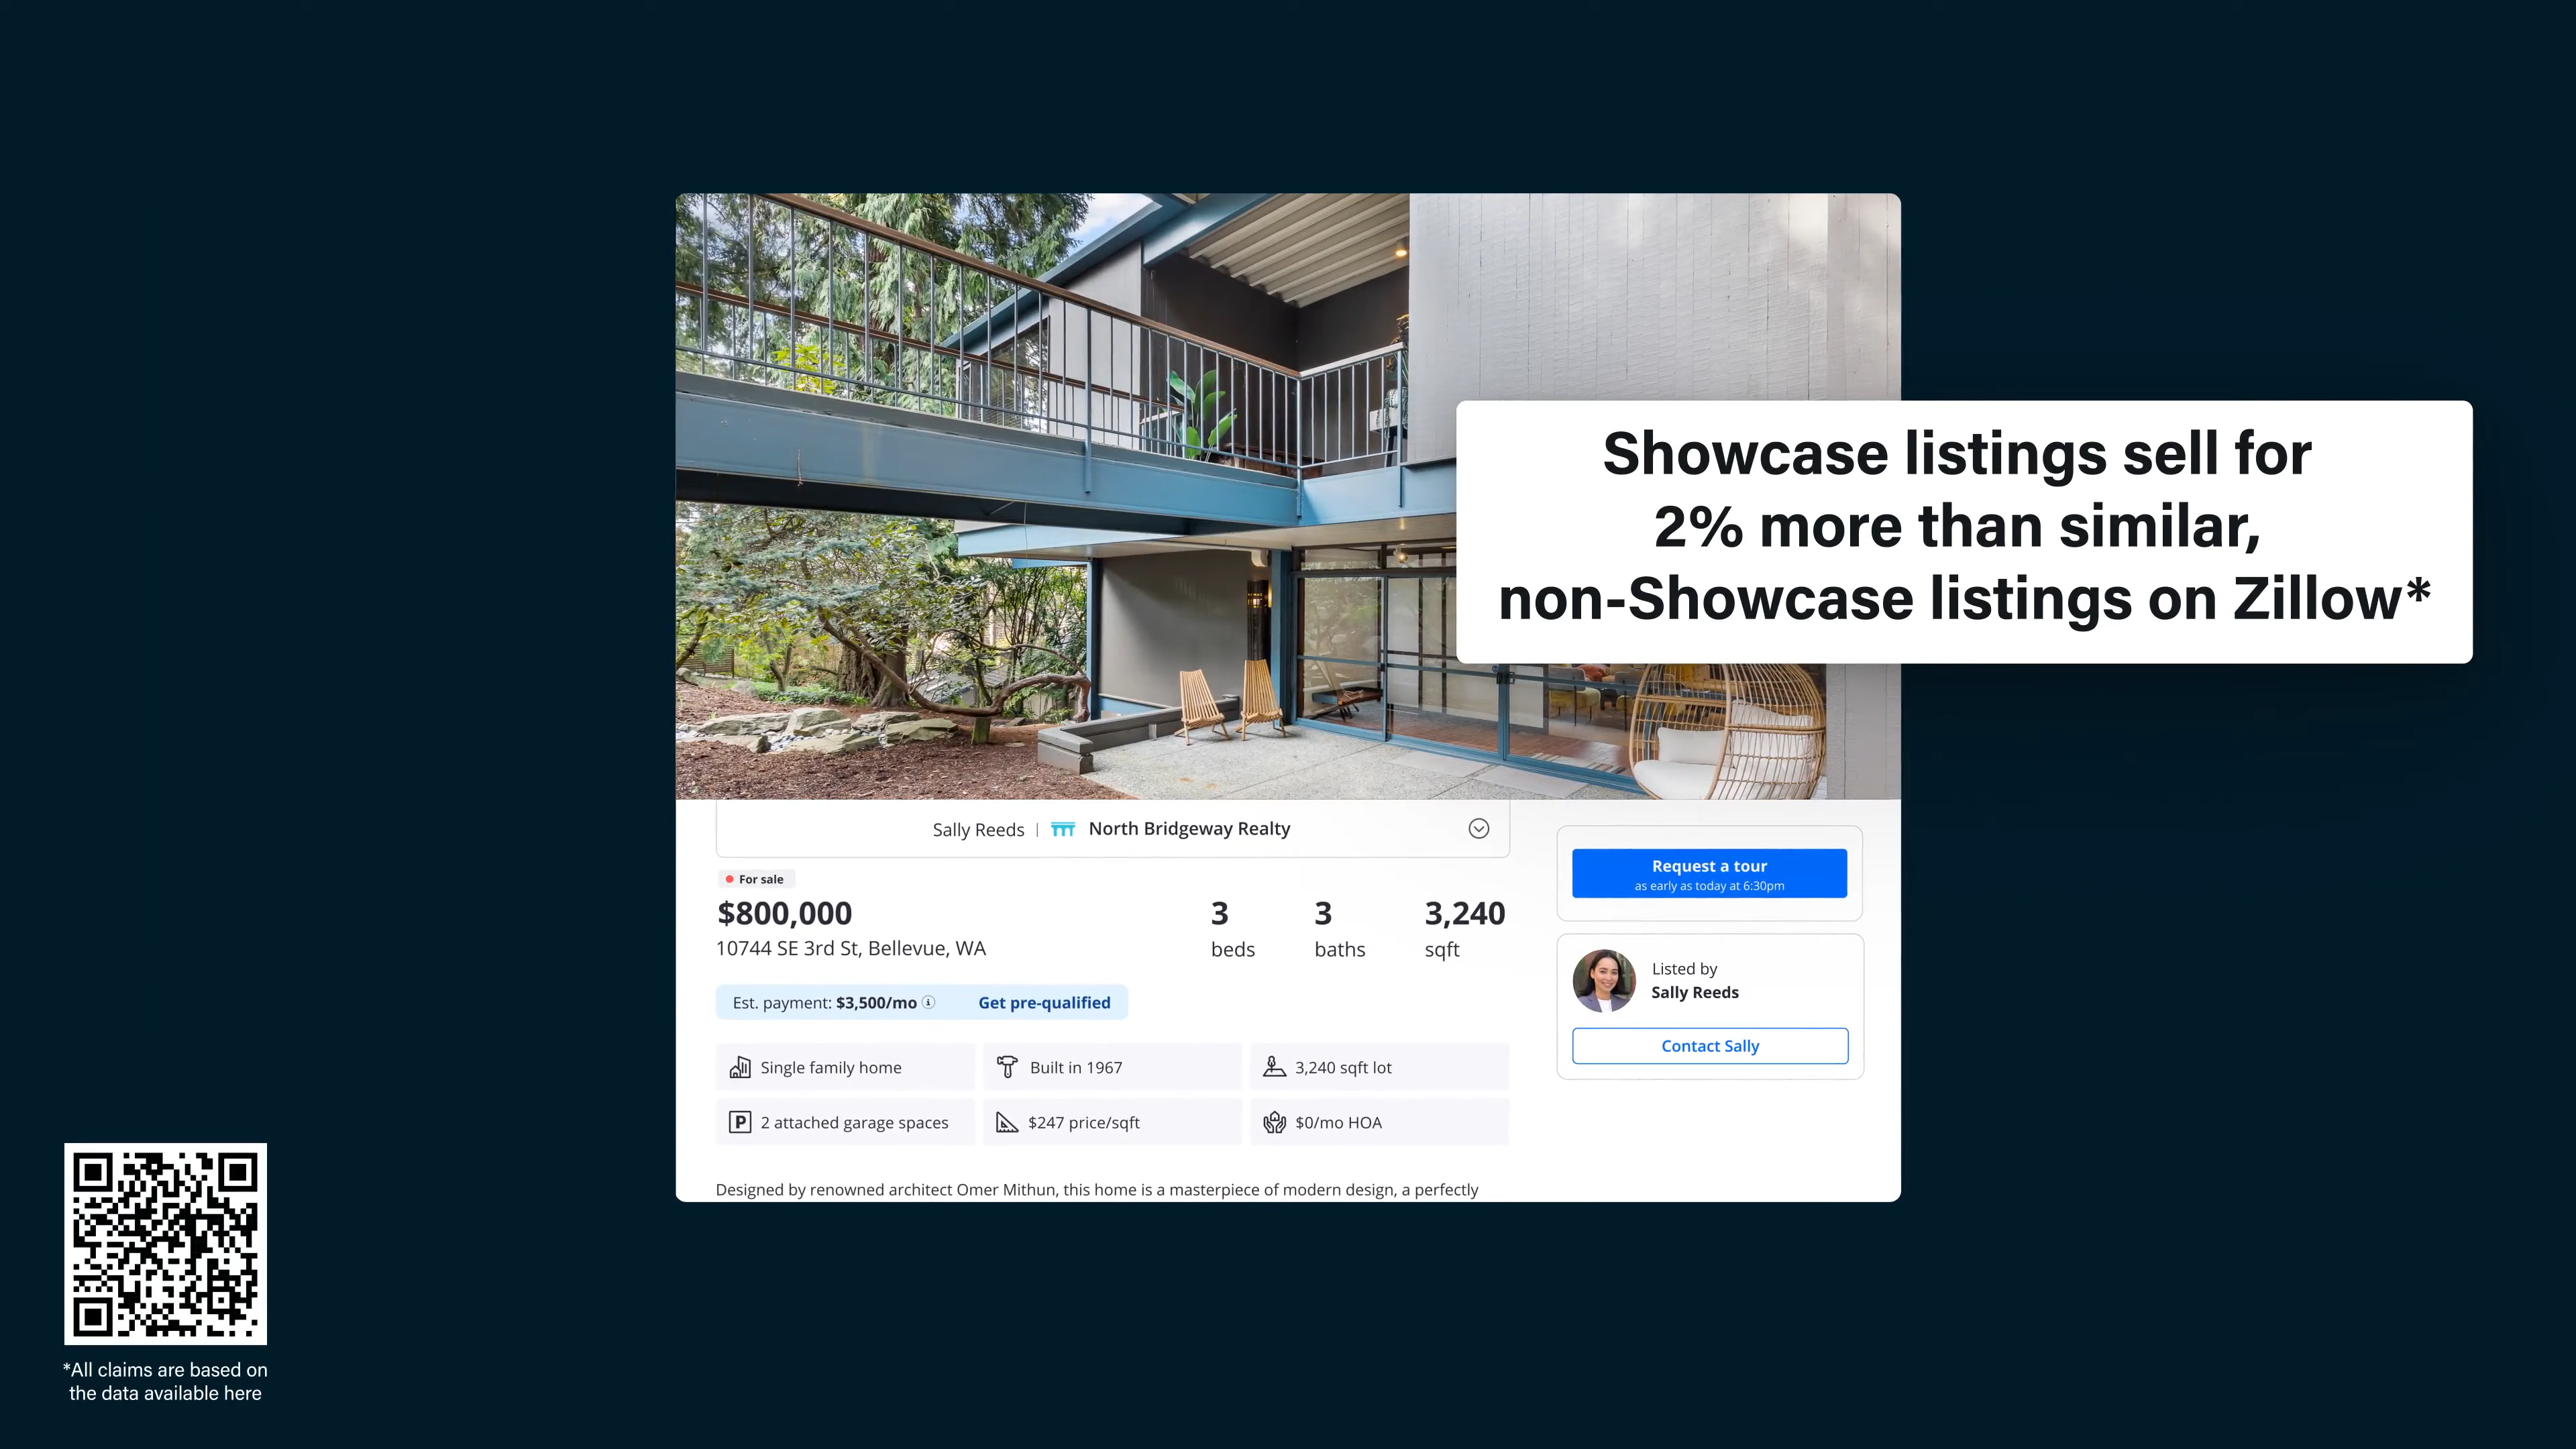 Showcase listings sell for
2% more than similar,
non-Showcase listings on Zillow*
Sally Reeds | North Bridgeway Realty
For sale
$800,000
10744 SE 3rd St, Bellevue, WA
3 beds
3 baths
3,240 sqft
Est. payment: $3,500/mo
Get pre-qualified
Single family home
Built in 1967
3,240 sqft lot
P
2 attached garage spaces
$247 price/sqft
$0/mo HOA
Designed by renowned architect Omer Mithun, this home is a masterpiece of modern design, a perfectly
Request a tour
as early as today at 6:30pm
Listed by
Sally Reeds
Contact Sally
*All claims are based on
the data available here